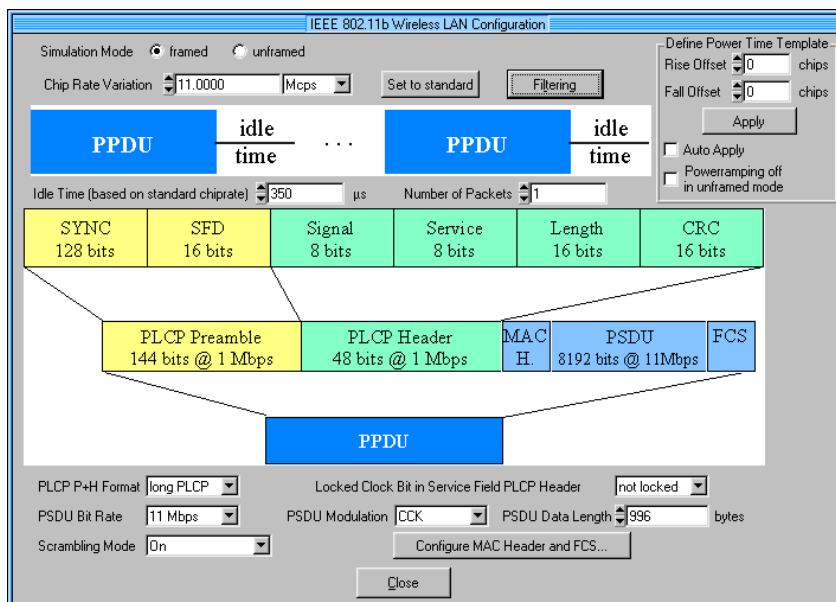 IEEE 802.11b Wireless LAN Configuration
Simulation Mode framed unframed
Chip Rate Variation 11.0000 Mcps Set to standard Filtering
Define Power Time Template
Rise Offset 0 chips
Fall Offset 0 chips
Apply
Auto Apply
Powerramping off
in unframed mode
PPDU idle time . . . PPDU idle time
Idle Time (based on standard chiprate) 350 µs Number of Packets 1
SYNC SFD Signal Service Length CRC
128 bits 16 bits 8 bits 8 bits 16 bits 16 bits
PLCP Preamble PLCP Header MAC PSDU FCS
144 bits @ 1 Mbps 48 bits @ 1 Mbps H. 8192 bits @ 11Mbps
PPDU
PLCP P+H Format long PLCP Locked Clock Bit in Service Field PLCP Header not locked
PSDU Bit Rate 11 Mbps PSDU Modulation CCK PSDU Data Length 996 bytes
Scrambling Mode On Configure MAC Header and FCS...
Close